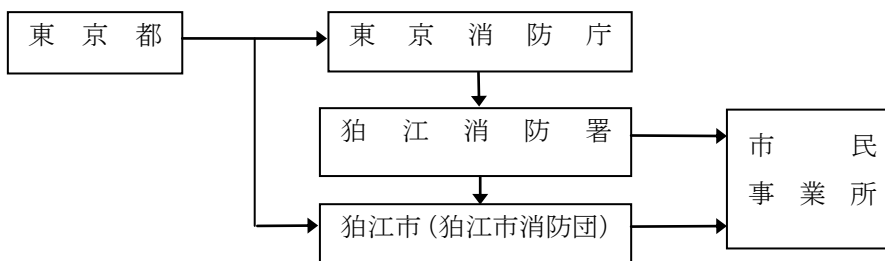 東京都
東京消防庁
狛江消防署
市民
事業所
狛江市(狛江市消防団)